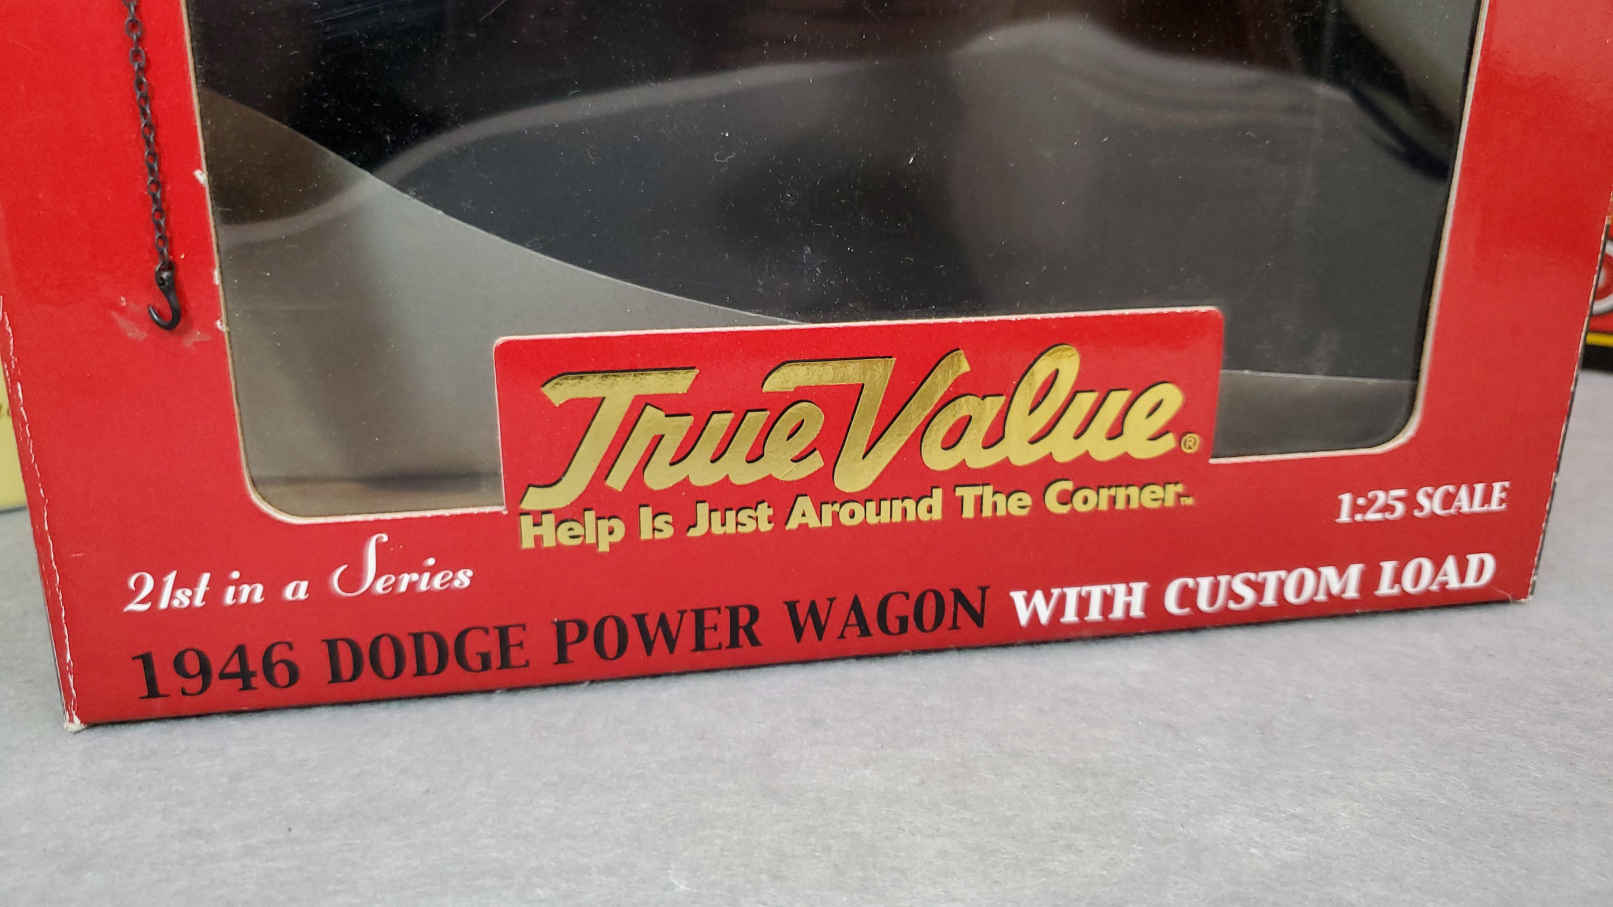 True Value®
Help Is Just Around The Corner™
1:25 SCALE
21st in a Series
1946 DODGE POWER WAGON WITH CUSTOM LOAD